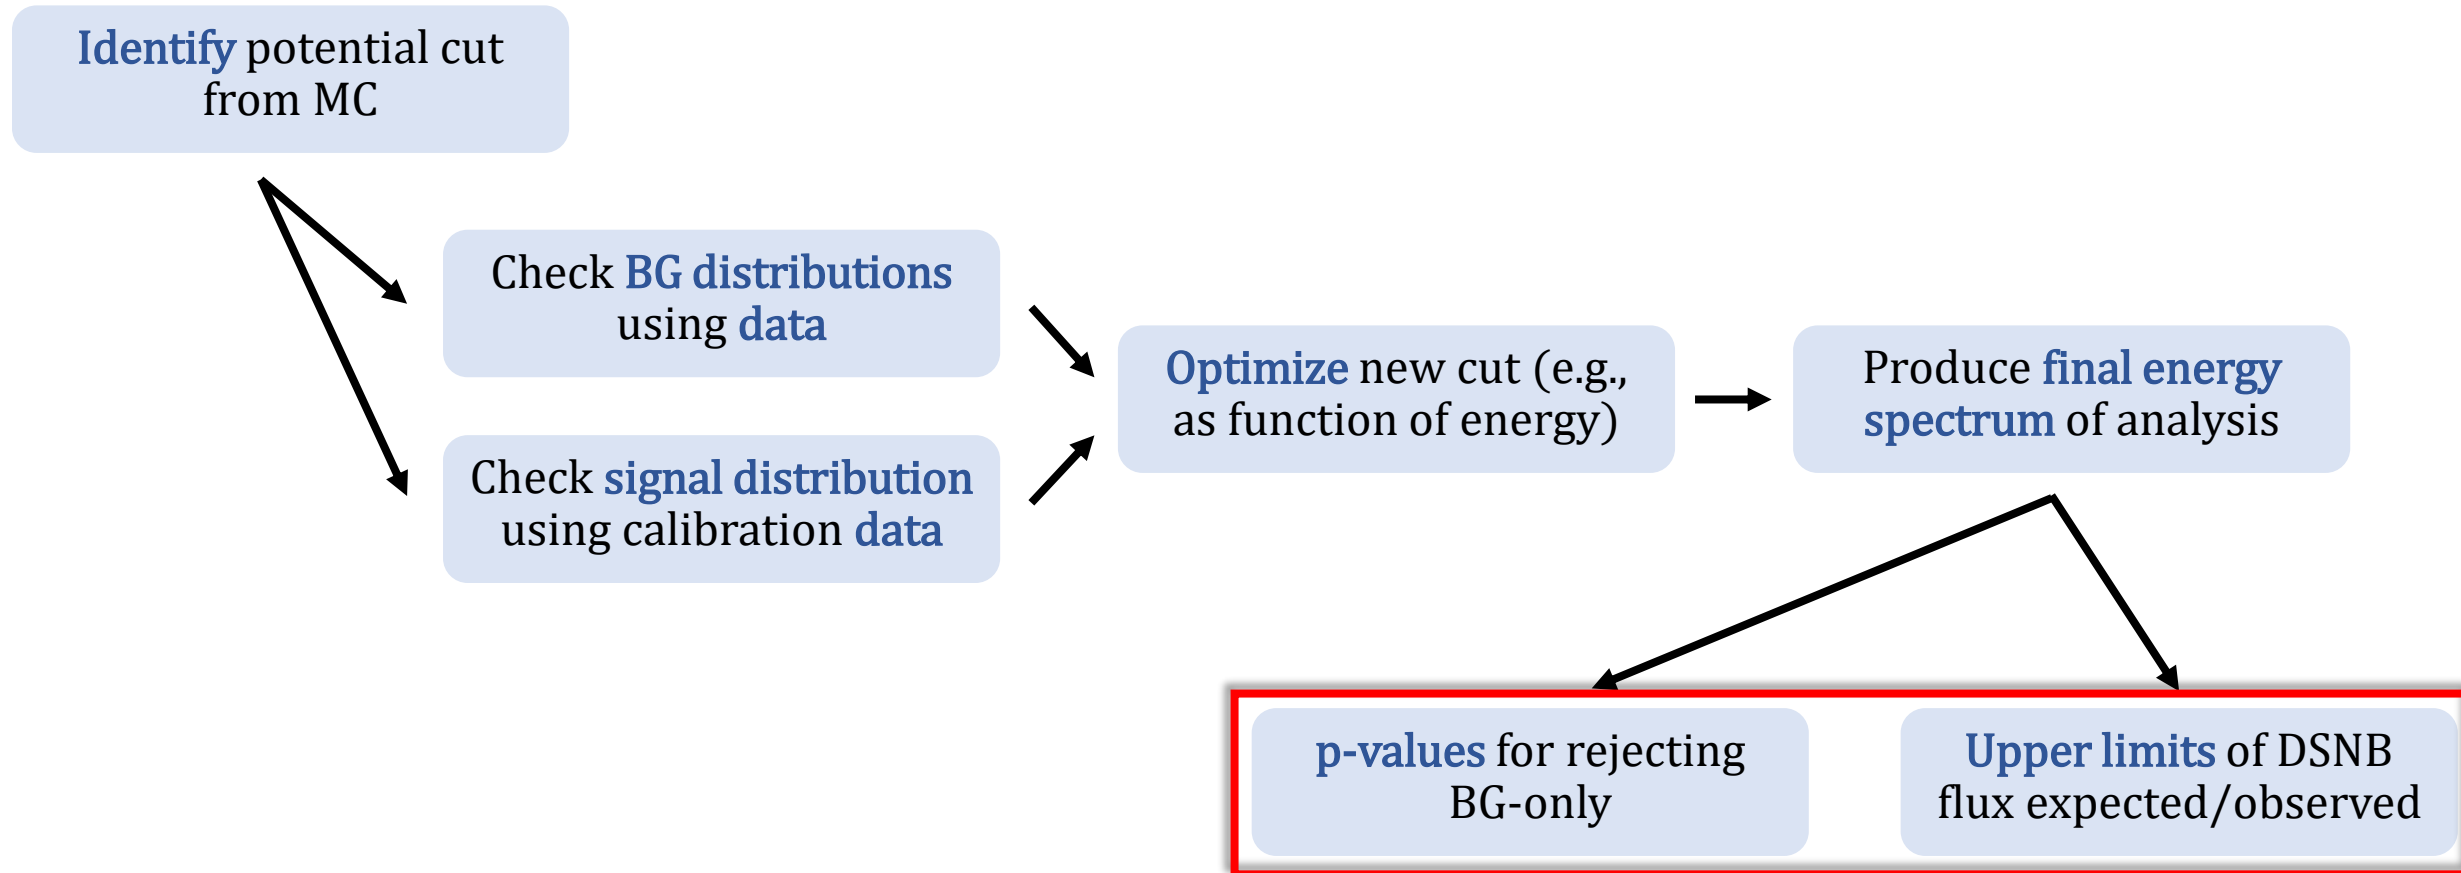 Identify potential cut
from MC
Check BG distributions
using data
Check signal distribution
using calibration data
Optimize new cut (e.g.,
as function of energy)
Produce final energy
spectrum of analysis
p-values for rejecting
BG-only
Upper limits of DSNB
flux expected/observed